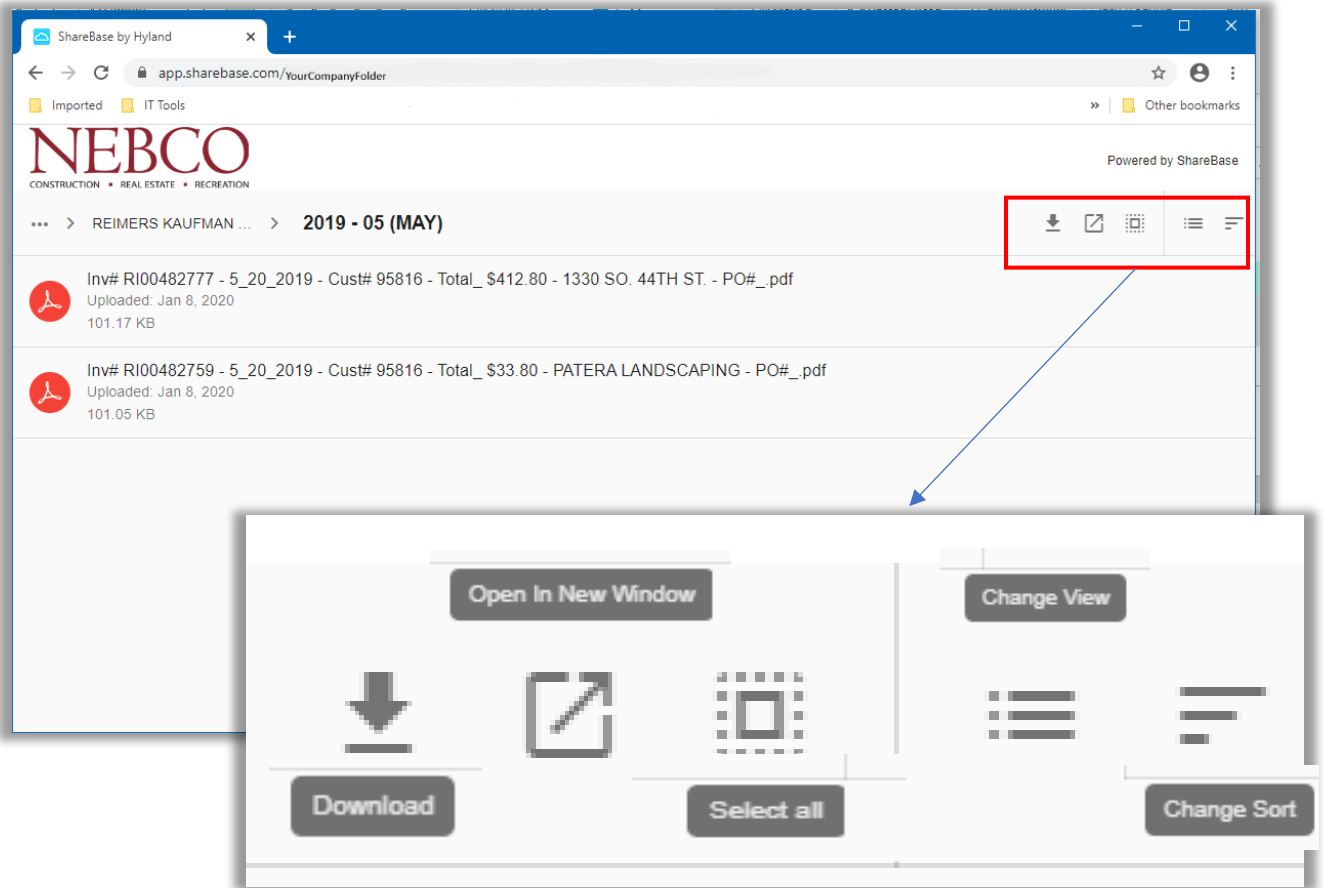 ShareBase by Hyland
app.sharebase.com/YourCompanyFolder
Imported IT Tools » Other bookmarks
NEBCO
CONSTRUCTION • REAL ESTATE • RECREATION
Powered by ShareBase
••• > REIMERS KAUFMAN ... > 2019 - 05 (MAY)
Inv# RI00482777 - 5_20_2019 - Cust# 95816 - Total_ $412.80 - 1330 SO. 44TH ST. - PO#_.pdf
Uploaded: Jan 8, 2020
101.17 KB
Inv# RI00482759 - 5_20_2019 - Cust# 95816 - Total_ $33.80 - PATERA LANDSCAPING - PO#_.pdf
Uploaded: Jan 8, 2020
101.05 KB
Open In New Window
Change View
Download
Select all
Change Sort